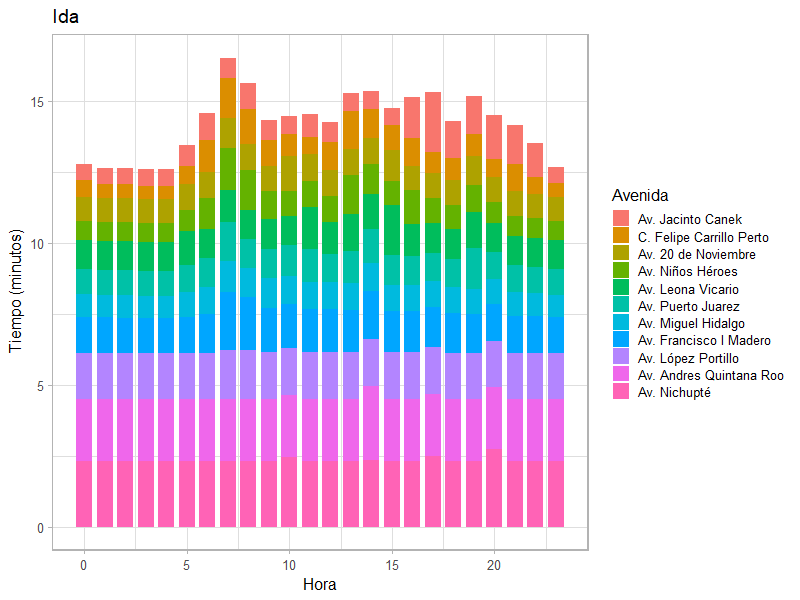 Ida
Tiempo (minutos)
15
10
5
0
0 5 10 15 20
Hora
Avenida
Av. Jacinto Canek
C. Felipe Carrillo Perto
Av. 20 de Noviembre
Av. Niños Héroes
Av. Leona Vicario
Av. Puerto Juarez
Av. Miguel Hidalgo
Av. Francisco I Madero
Av. López Portillo
Av. Andres Quintana Roo
Av. Nichupté